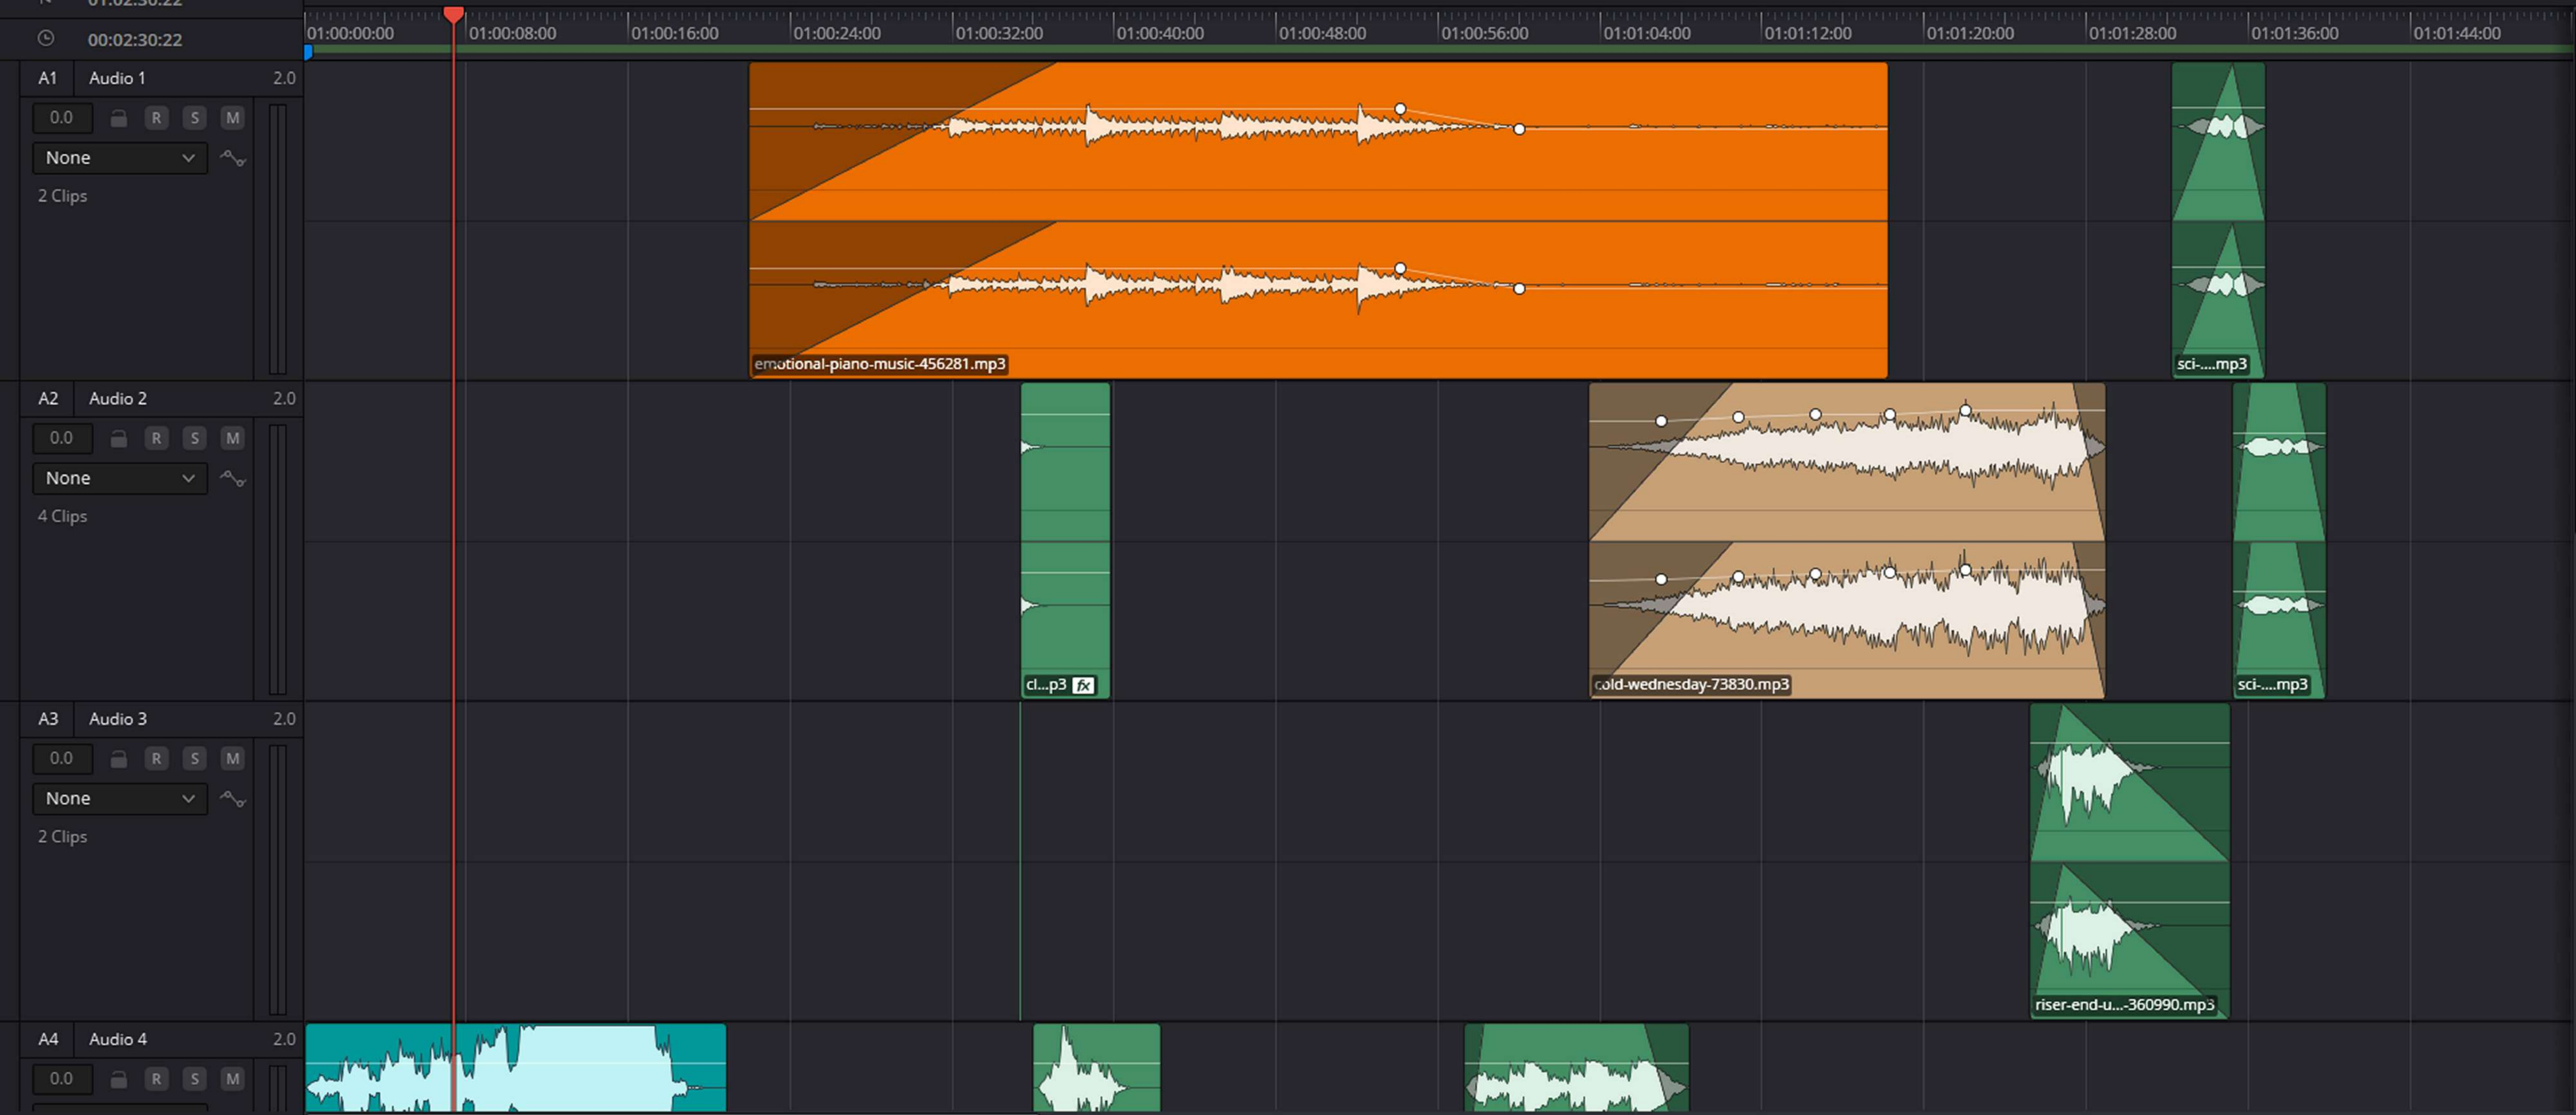 01:02:30:22
00:02:30:22
01:00:00:00 01:00:08:00 01:00:16:00 01:00:24:00 01:00:32:00 01:00:40:00 01:00:48:00 01:00:56:00 01:01:04:00 01:01:12:00 01:01:20:00 01:01:28:00 01:01:36:00 01:01:44:00
A1 Audio 1 2.0
0.0 R S M
None
2 Clips
emotional-piano-music-456281.mp3
sci-....mp3
A2 Audio 2 2.0
0.0 R S M
None
4 Clips
cl...p3 fx
cold-wednesday-73830.mp3
sci-....mp3
A3 Audio 3 2.0
0.0 R S M
None
2 Clips
riser-end-u...-360990.mp3
A4 Audio 4 2.0
0.0 R S M